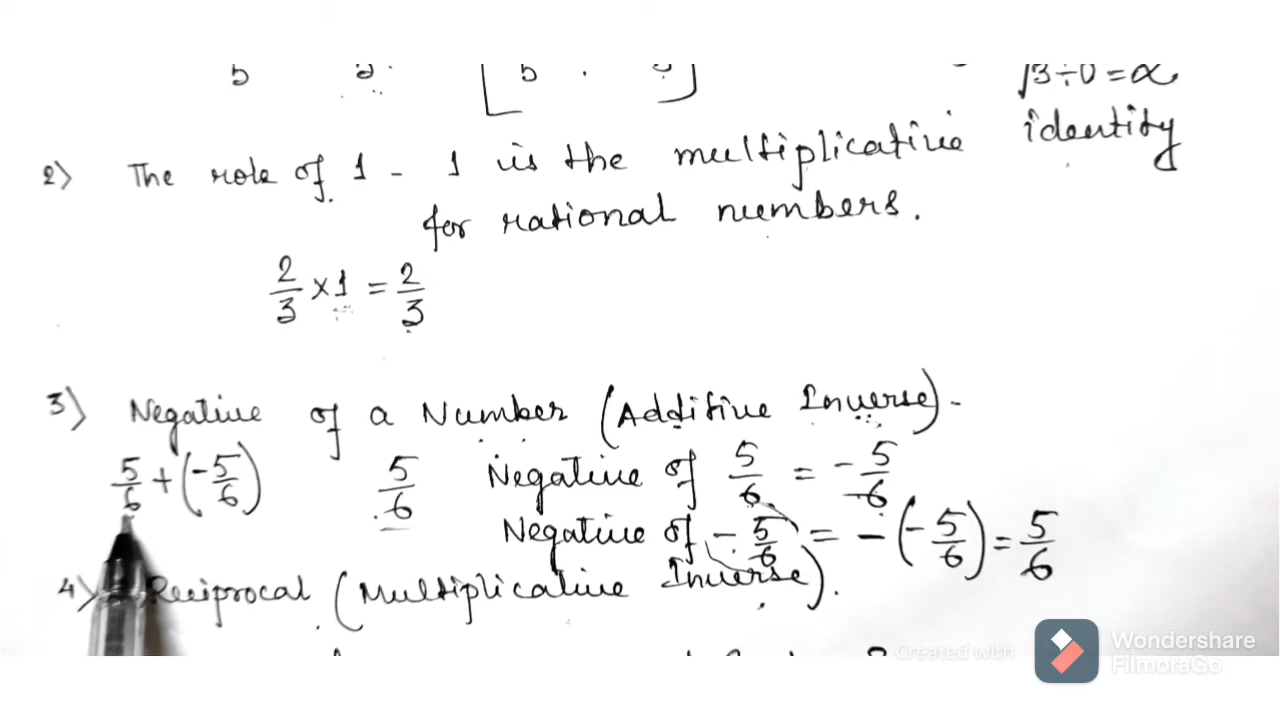 13÷0=α
2) The role of 1 - 1 is the multiplicative identity
for rational numbers.
2/3 × 1 = 2/3
3) Negative of a Number (Additive Inverse) -
5/6 + (-5/6) 5/6 Negative of 5/6 = -5/6
Negative of -5/6 = -(-5/6) = 5/6
4) Reciprocal (Multiplicative Inverse).
Created with Wondershare FilmoraGo